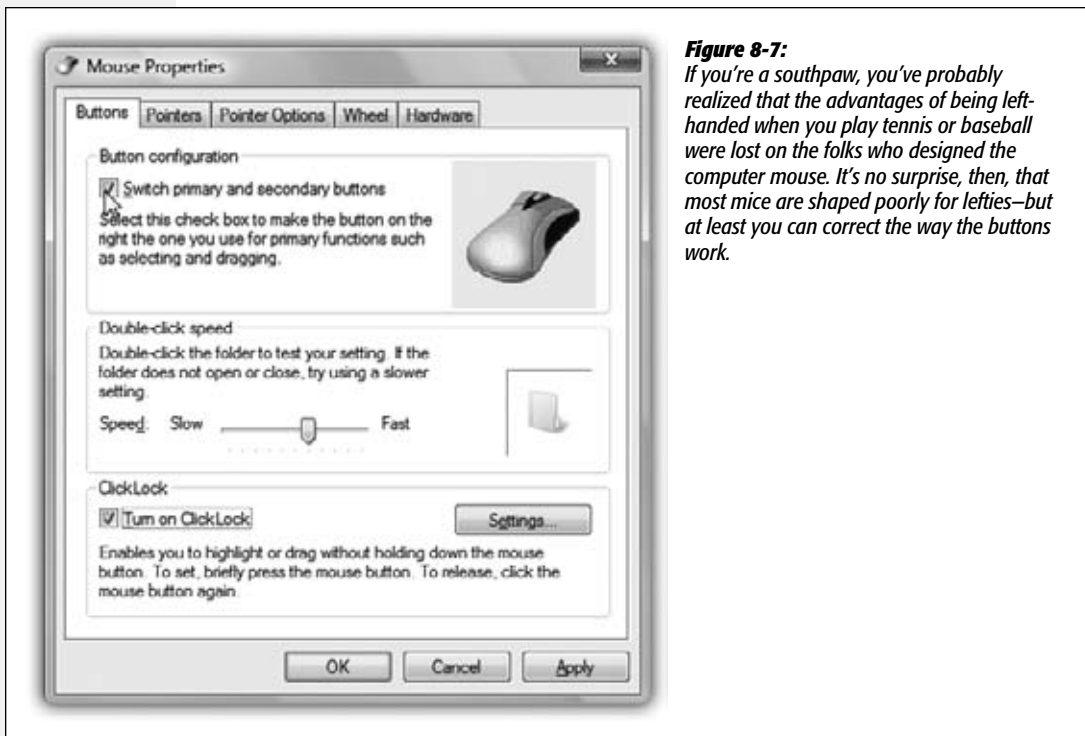 Mouse Properties
Buttons Pointers Pointer Options Wheel Hardware
Button configuration
Switch primary and secondary buttons
Select this check box to make the button on the
right the one you use for primary functions such
as selecting and dragging.
Double-click speed
Double-click the folder to test your setting. If the
folder does not open or close, try using a slower
setting.
Speed: Slow Fast
ClickLock
Turn on ClickLock
Settings...
Enables you to highlight or drag without holding down the mouse
button. To set, briefly press the mouse button. To release, click the
mouse button again.
OK Cancel Apply
Figure 8-7:
If you're a southpaw, you've probably
realized that the advantages of being left-
handed when you play tennis or baseball
were lost on the folks who designed the
computer mouse. It's no surprise, then, that
most mice are shaped poorly for lefties—but
at least you can correct the way the buttons
work.